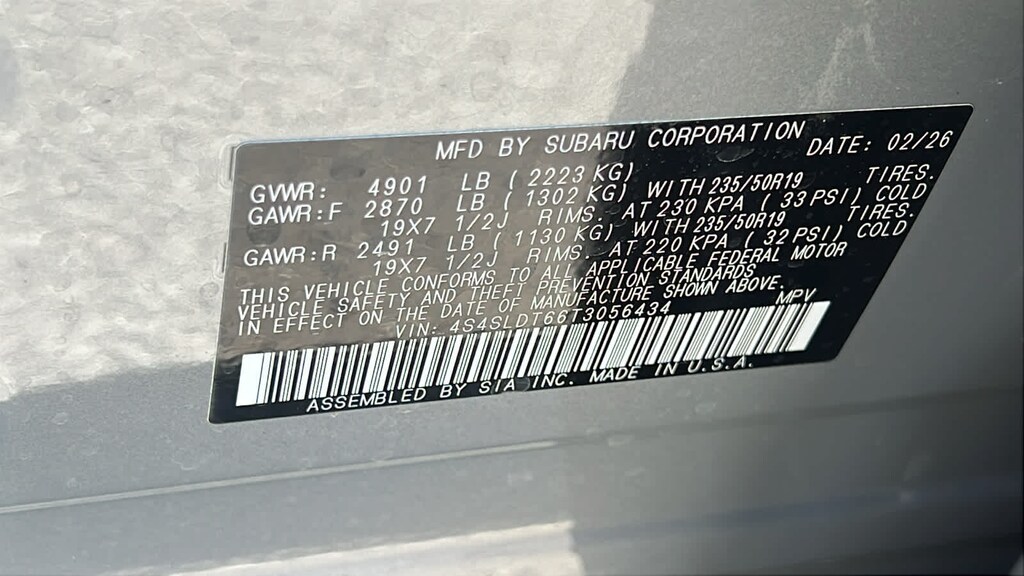 MFD BY SUBARU CORPORATION DATE: 02/26
GVWR: 4901 LB ( 2223 KG)
GAWR:F 2870 LB ( 1302 KG) WITH 235/50R19 TIRES.
19X7 1/2J RIMS. AT 230 KPA ( 33 PSI) COLD
GAWR:R 2491 LB ( 1130 KG) WITH 235/50R19 TIRES.
19X7 1/2J RIMS. AT 220 KPA ( 32 PSI) COLD
THIS VEHICLE CONFORMS TO ALL APPLICABLE FEDERAL MOTOR
VEHICLE SAFETY AND THEFT PREVENTION STANDARDS
IN EFFECT ON THE DATE OF MANUFACTURE SHOWN ABOVE.
VIN: 4S4SLDT66T3056434 MPV
ASSEMBLED BY SIA INC. MADE IN U.S.A.